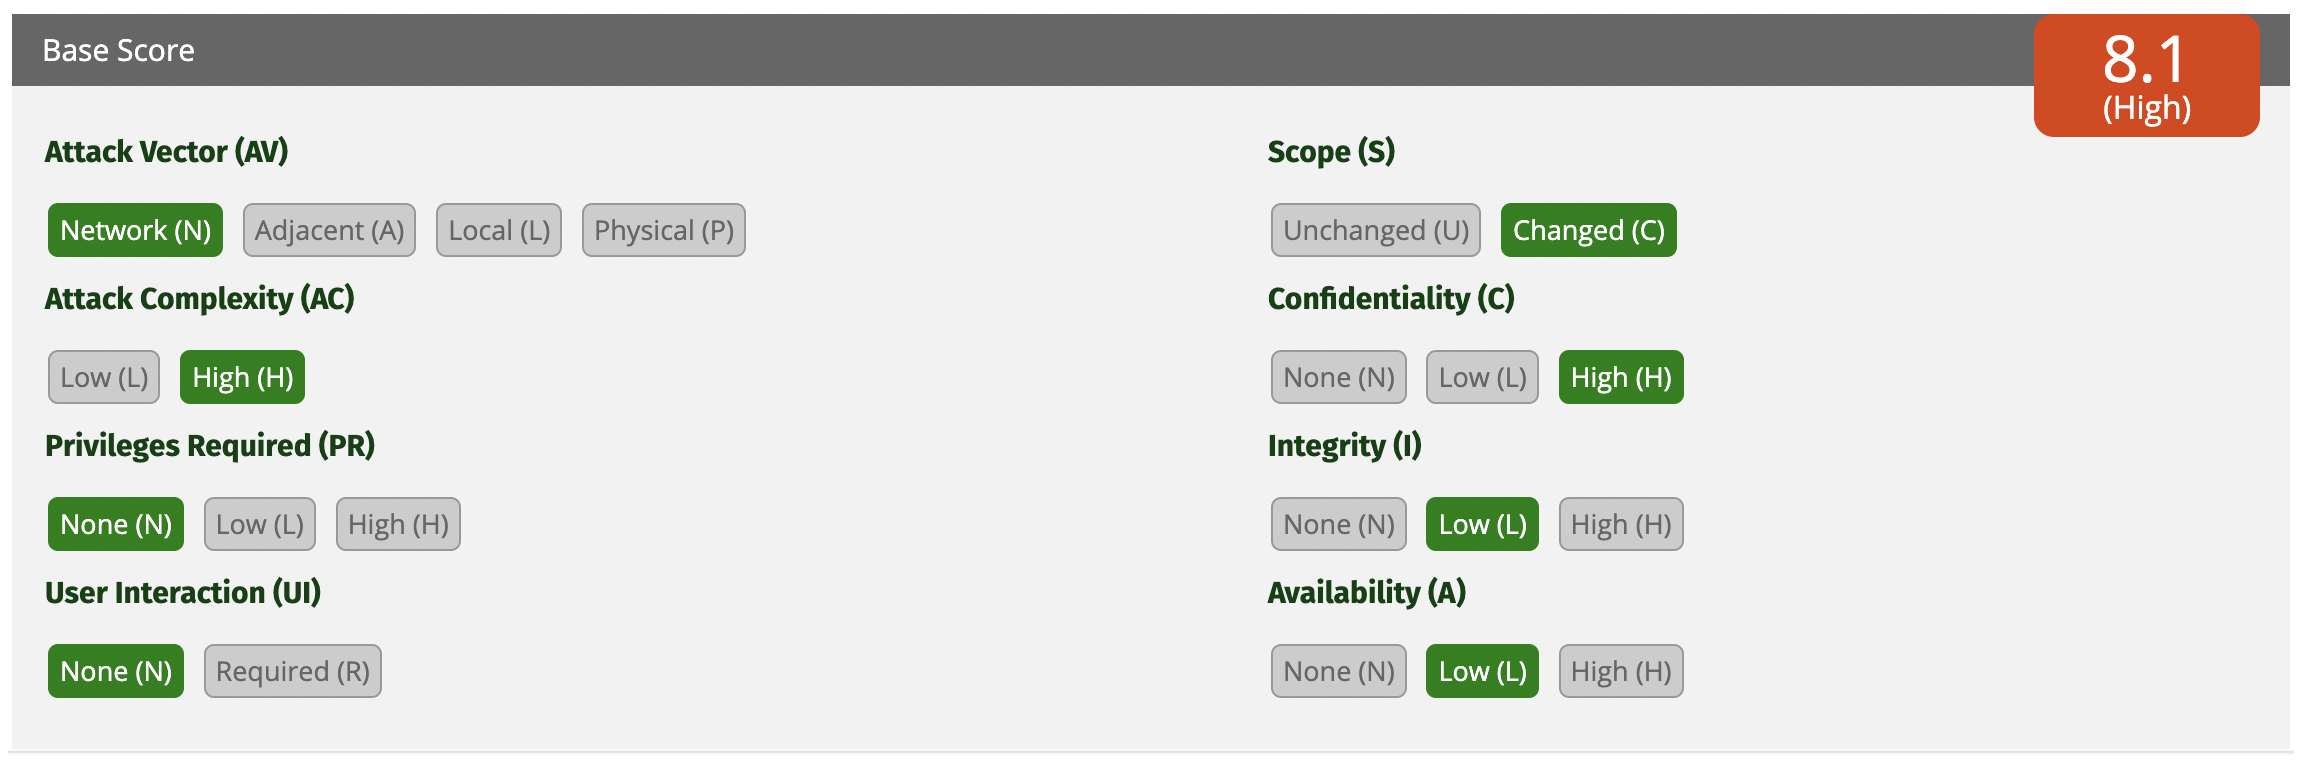 Base Score
8.1
(High)
Attack Vector (AV)
Network (N) Adjacent (A) Local (L) Physical (P)
Attack Complexity (AC)
Low (L) High (H)
Privileges Required (PR)
None (N) Low (L) High (H)
User Interaction (UI)
None (N) Required (R)
Scope (S)
Unchanged (U) Changed (C)
Confidentiality (C)
None (N) Low (L) High (H)
Integrity (I)
None (N) Low (L) High (H)
Availability (A)
None (N) Low (L) High (H)